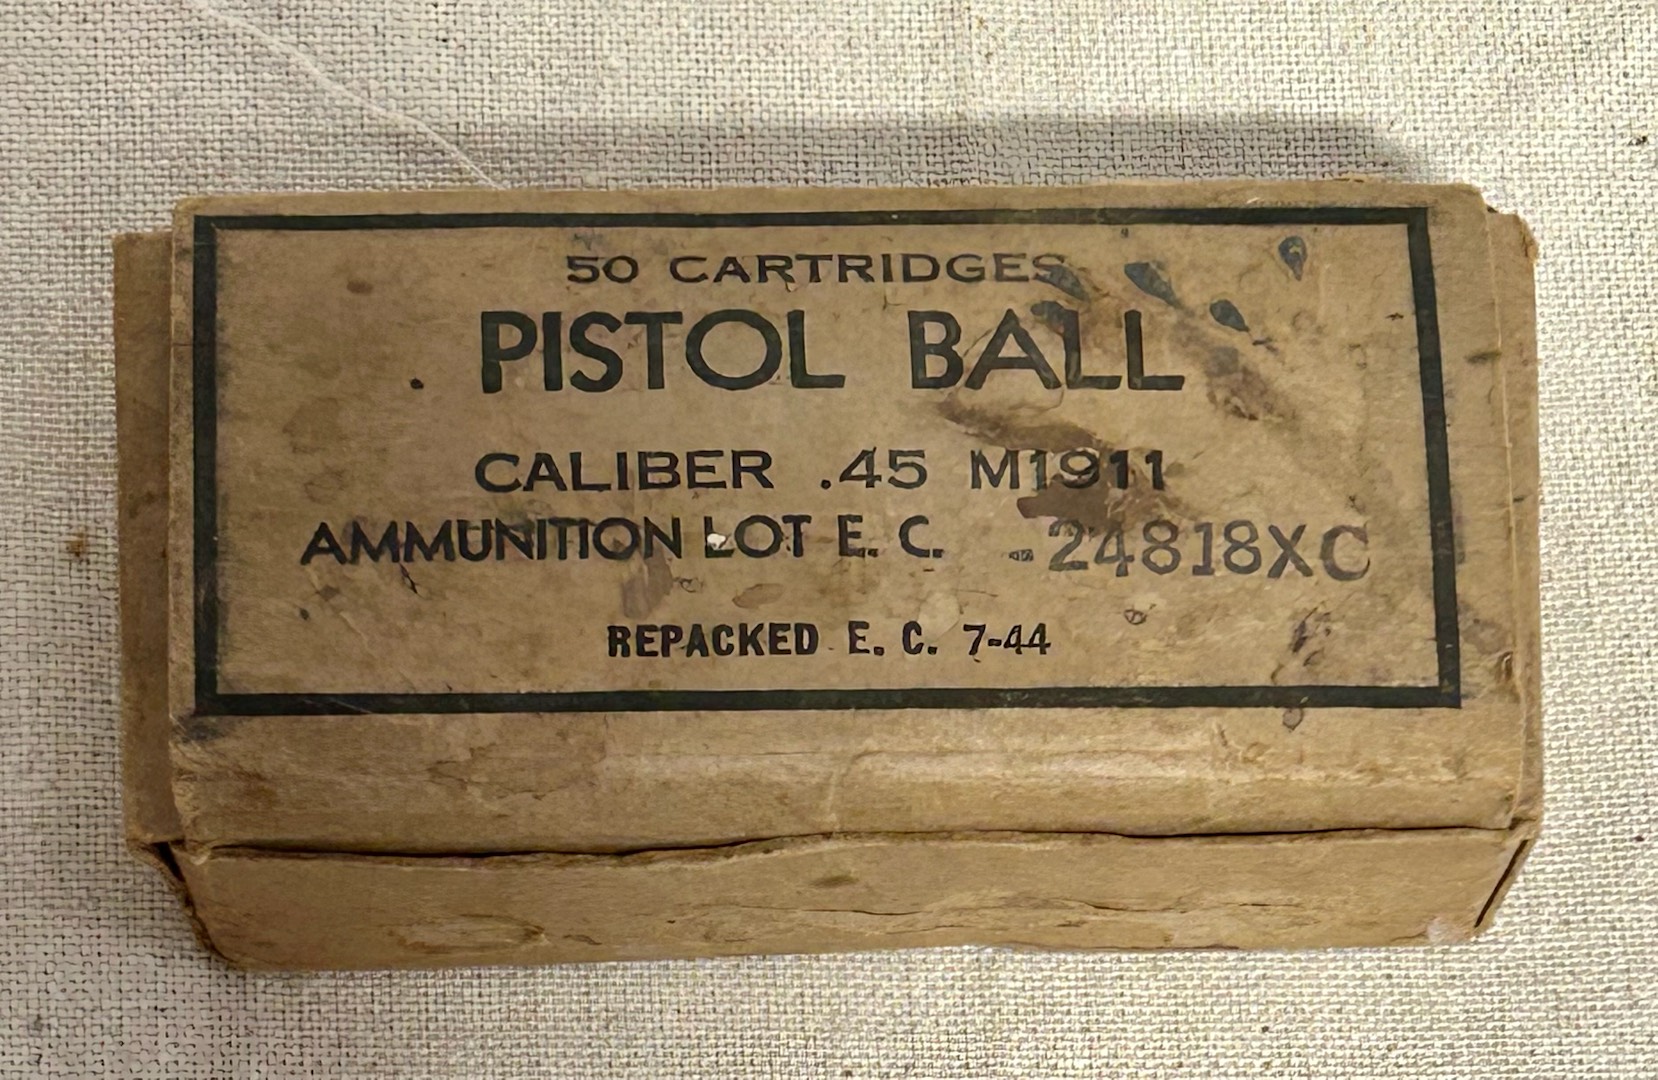 50 CARTRIDGES
PISTOL BALL
CALIBER .45 M1911
AMMUNITION LOT E. C. -24818XC
REPACKED E. C. 7-44